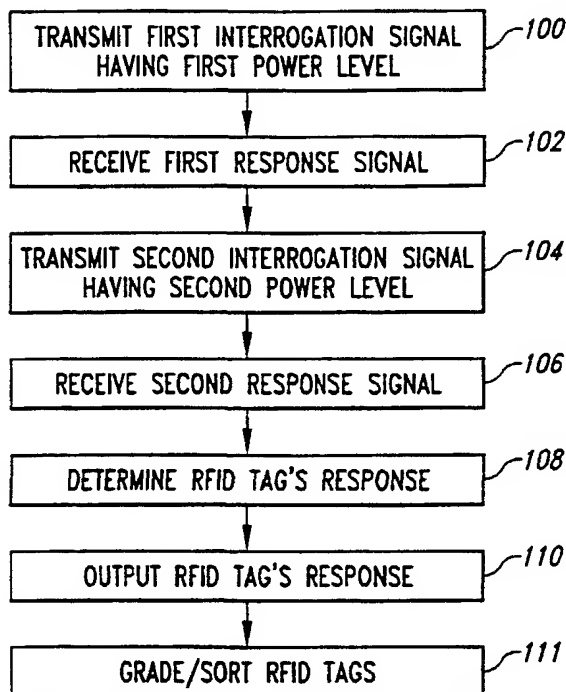 TRANSMIT FIRST INTERROGATION SIGNAL
HAVING FIRST POWER LEVEL
100
RECEIVE FIRST RESPONSE SIGNAL
102
TRANSMIT SECOND INTERROGATION SIGNAL
HAVING SECOND POWER LEVEL
104
RECEIVE SECOND RESPONSE SIGNAL
106
DETERMINE RFID TAG'S RESPONSE
108
OUTPUT RFID TAG'S RESPONSE
110
GRADE/SORT RFID TAGS
111